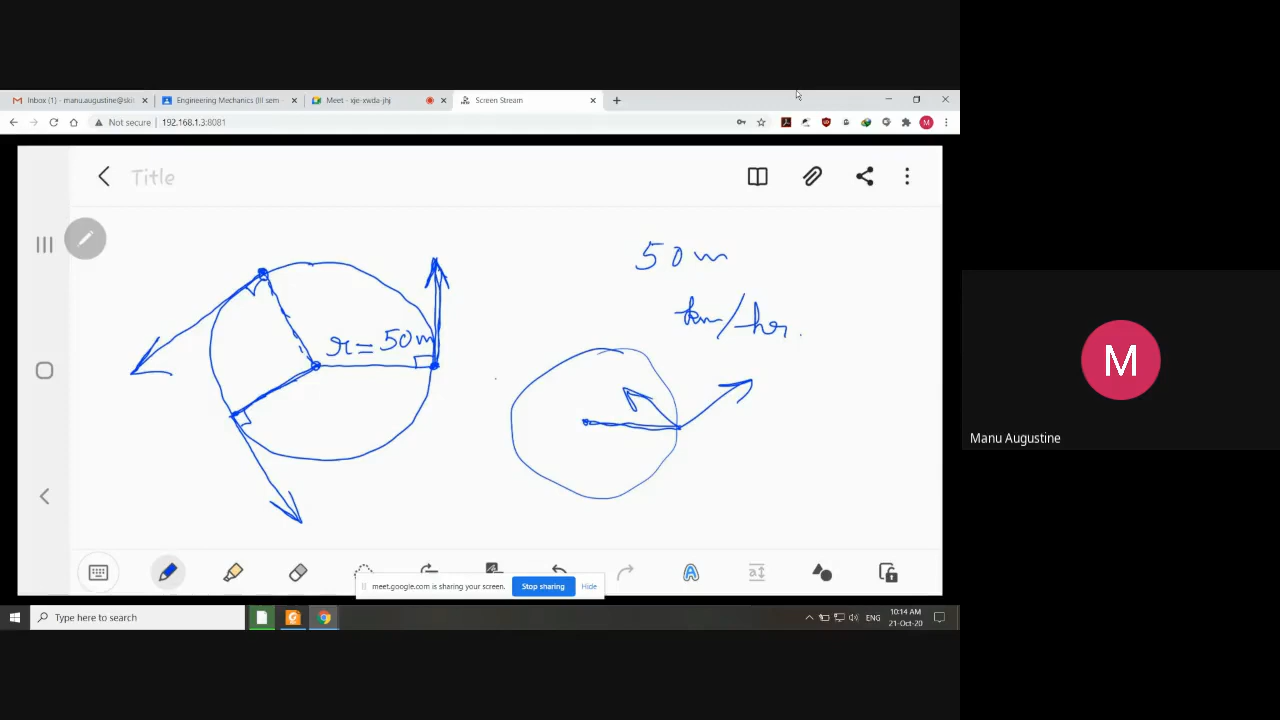 Inbox (1) - manu.augustine@ski
Engineering Mechanics (III sem -
Meet - xje-xwda-jhj
Screen Stream
Not secure
192.168.1.3:8081
M
Title
50 m
km/hr.
r = 50 m
M
Manu Augustine
A
meet.google.com is sharing your screen.
Stop sharing
Hide
Type here to search
ENG
10:14 AM
21-Oct-20